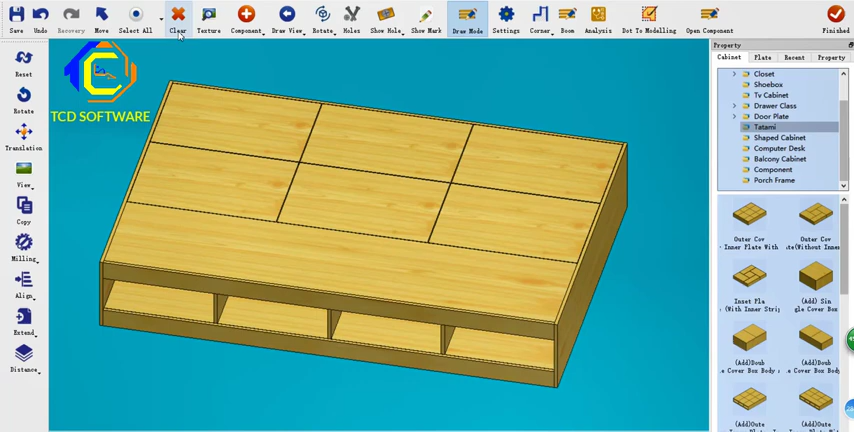 Save Undo Recovery Move Select All Clear Texture Component Draw View Rotate Holes Show Hole Show Mark Draw Mode Settings Corner Boom Analysis Dot To Modelling Open Component Finished
Reset
Rotate
Translation
View
Copy
Milling
Align
Extend
Distance
TCD SOFTWARE
Property
Cabinet Plate Recent Property
Closet
Shoebox
Tv Cabinet
Drawer Class
Door Plate
Tatami
Shaped Cabinet
Computer Desk
Balcony Cabinet
Component
Porch Frame
Outer Cov
Inner Plate With
Outer Cov
te(Without Inne
Inset Pla
(With Inner Stri
(Add) Sin
gle Cover Box
(Add)Doub
e Cover Box Body
(Add)Doub
e Cover Box Bod
(Add)Oute
(Add)Oute